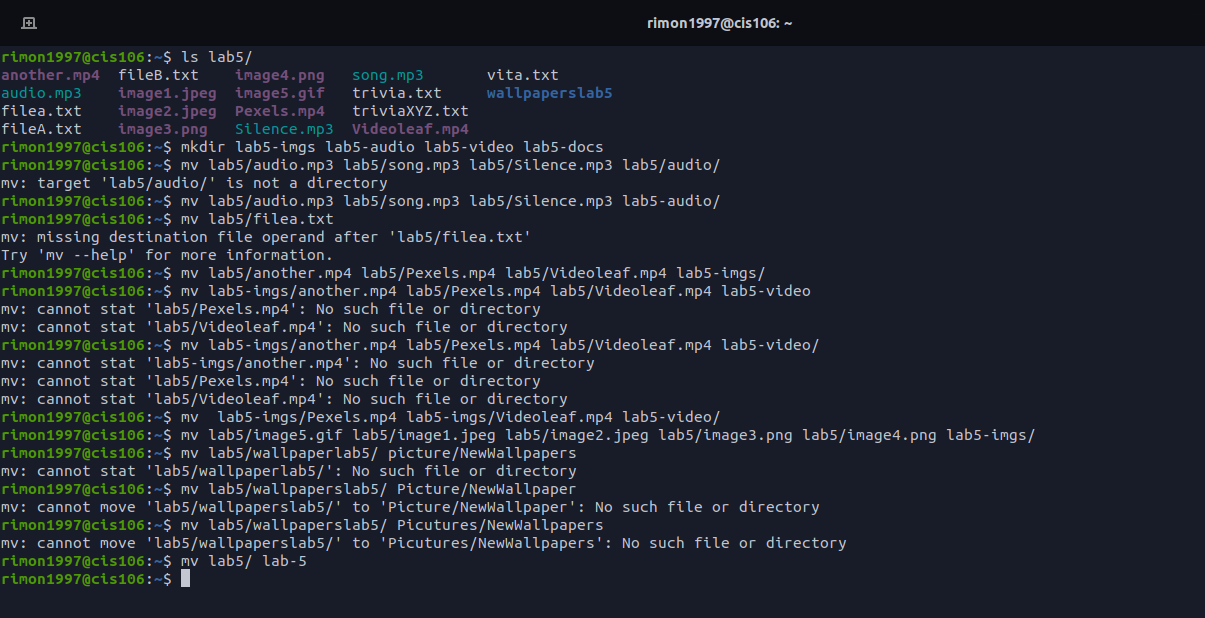 rimon1997@cis106: ~
rimon1997@cis106:~$ ls lab5/
another.mp4  fileB.txt    image4.png   song.mp3       vita.txt
audio.mp3    image1.jpeg  image5.gif   trivia.txt     wallpaperslab5
filea.txt    image2.jpeg  Pexels.mp4   triviaXYZ.txt
fileA.txt    image3.png   Silence.mp3  Videoleaf.mp4
rimon1997@cis106:~$ mkdir lab5-imgs lab5-audio lab5-video lab5-docs
rimon1997@cis106:~$ mv lab5/audio.mp3 lab5/song.mp3 lab5/Silence.mp3 lab5/audio/
mv: target 'lab5/audio/' is not a directory
rimon1997@cis106:~$ mv lab5/audio.mp3 lab5/song.mp3 lab5/Silence.mp3 lab5-audio/
rimon1997@cis106:~$ mv lab5/filea.txt
mv: missing destination file operand after 'lab5/filea.txt'
Try 'mv --help' for more information.
rimon1997@cis106:~$ mv lab5/another.mp4 lab5/Pexels.mp4 lab5/Videoleaf.mp4 lab5-imgs/
rimon1997@cis106:~$ mv lab5-imgs/another.mp4 lab5/Pexels.mp4 lab5/Videoleaf.mp4 lab5-video
mv: cannot stat 'lab5/Pexels.mp4': No such file or directory
mv: cannot stat 'lab5/Videoleaf.mp4': No such file or directory
rimon1997@cis106:~$ mv lab5-imgs/another.mp4 lab5/Pexels.mp4 lab5/Videoleaf.mp4 lab5-video/
mv: cannot stat 'lab5-imgs/another.mp4': No such file or directory
mv: cannot stat 'lab5/Pexels.mp4': No such file or directory
mv: cannot stat 'lab5/Videoleaf.mp4': No such file or directory
rimon1997@cis106:~$ mv  lab5-imgs/Pexels.mp4 lab5-imgs/Videoleaf.mp4 lab5-video/
rimon1997@cis106:~$ mv lab5/image5.gif lab5/image1.jpeg lab5/image2.jpeg lab5/image3.png lab5/image4.png lab5-imgs/
rimon1997@cis106:~$ mv lab5/wallpaperlab5/ picture/NewWallpapers
mv: cannot stat 'lab5/wallpaperlab5/': No such file or directory
rimon1997@cis106:~$ mv lab5/wallpaperslab5/ Picture/NewWallpaper
mv: cannot move 'lab5/wallpaperslab5/' to 'Picture/NewWallpaper': No such file or directory
rimon1997@cis106:~$ mv lab5/wallpaperslab5/ Picutures/NewWallpapers
mv: cannot move 'lab5/wallpaperslab5/' to 'Picutures/NewWallpapers': No such file or directory
rimon1997@cis106:~$ mv lab5/ lab-5
rimon1997@cis106:~$